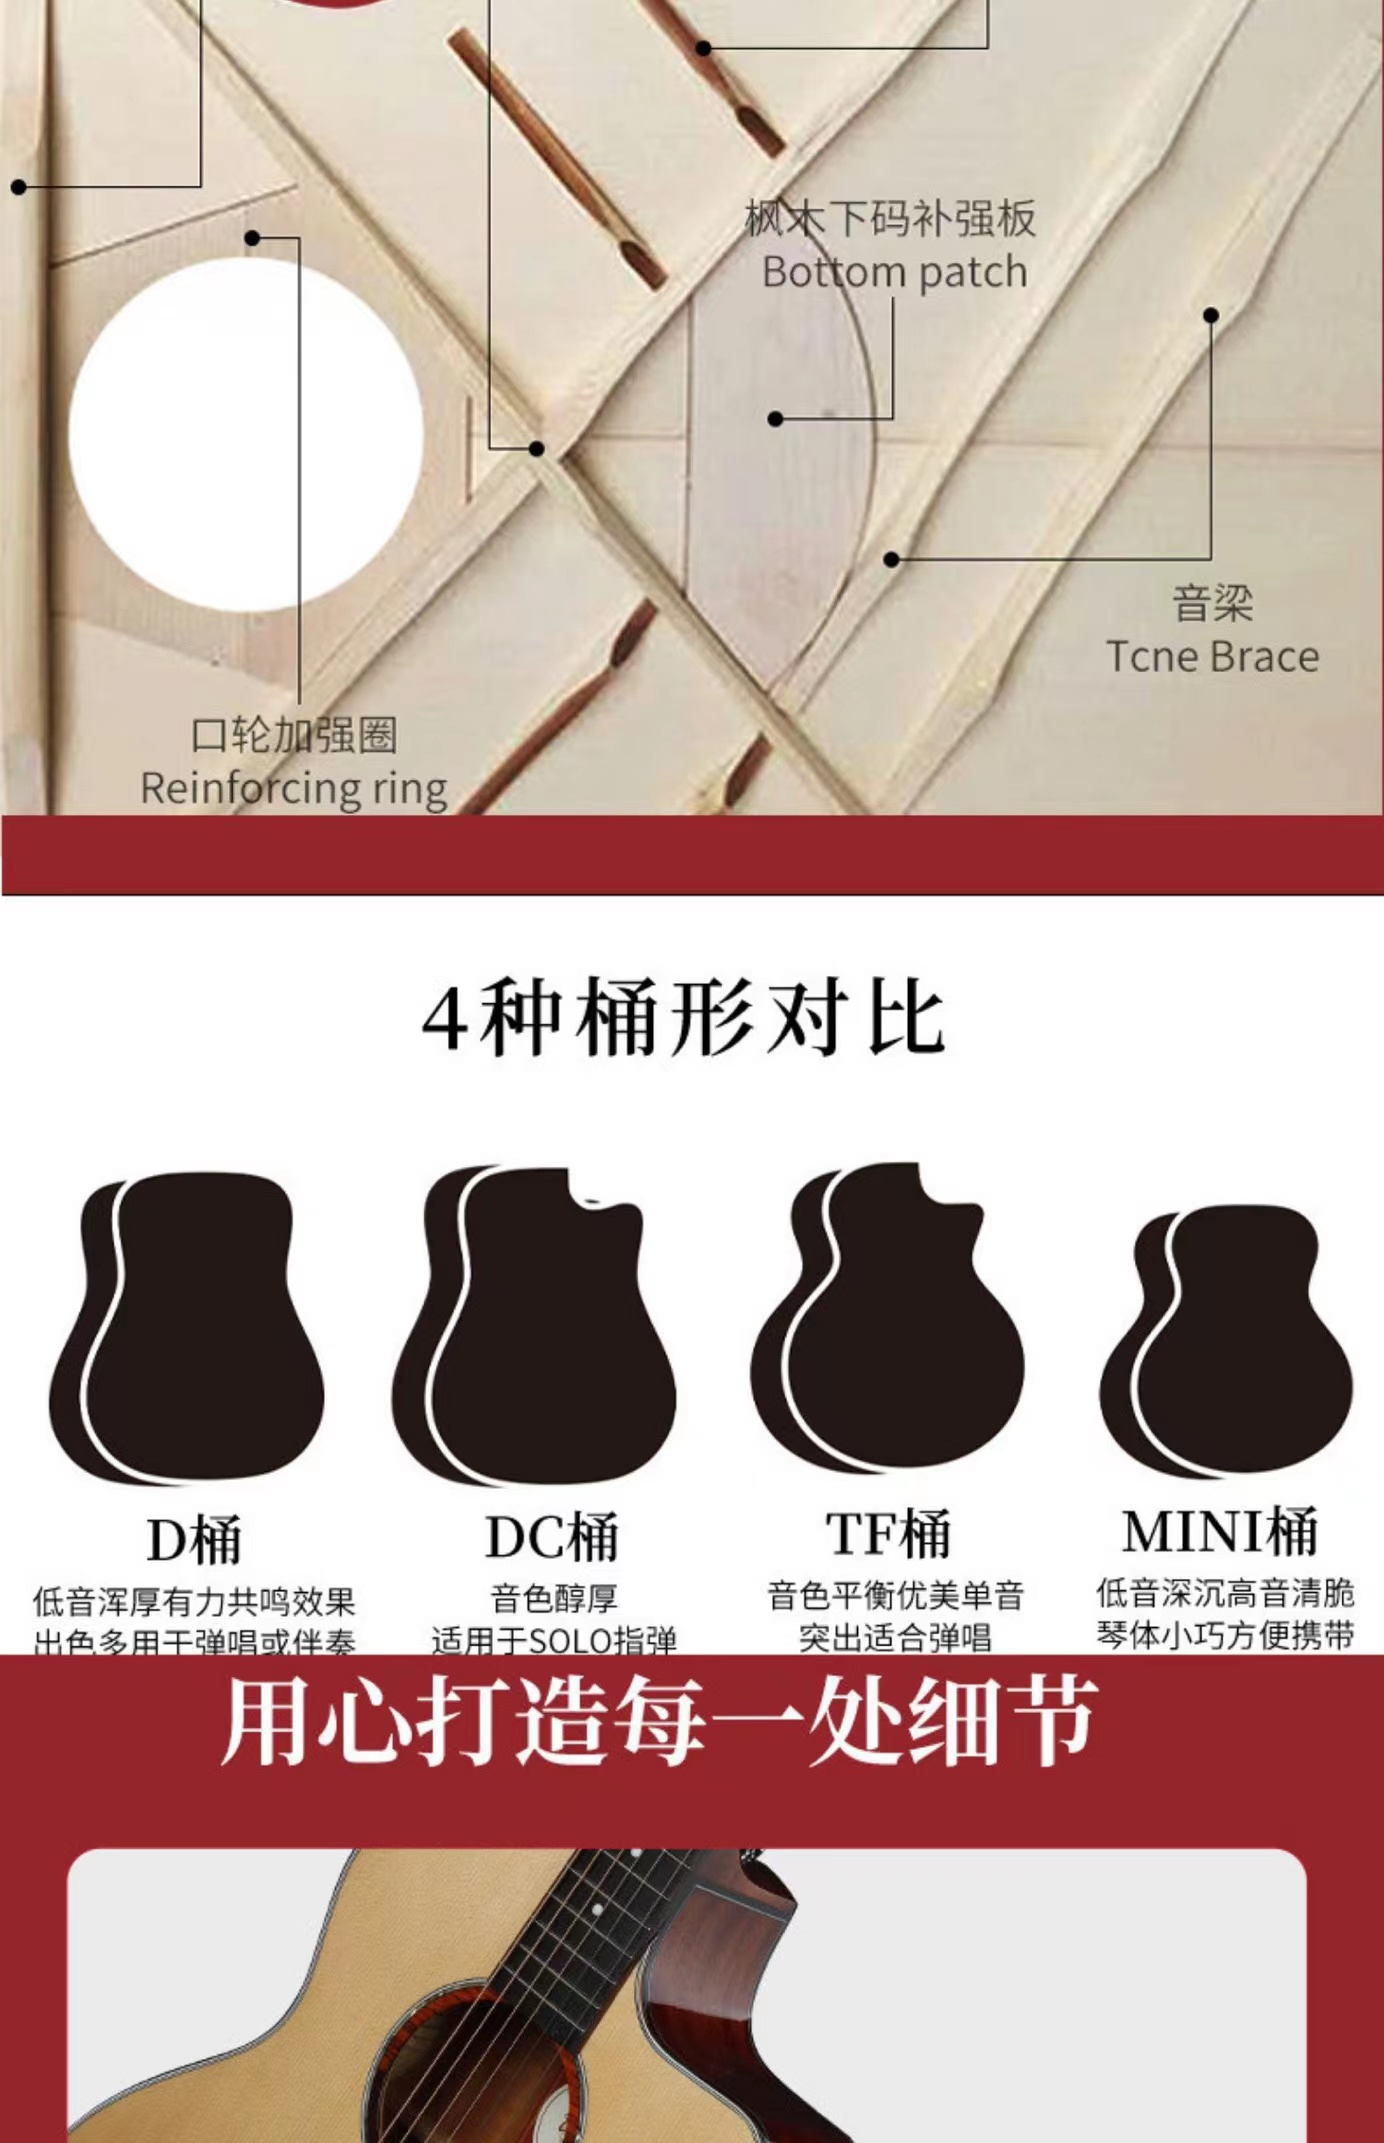 枫木下码补强板
Bottom patch
音梁
Tcne Brace
口轮加强圈
Reinforcing ring
4种桶形对比
D桶
低音浑厚有力共鸣效果
出色多用于弹唱或伴奏
DC桶
音色醇厚
适用于SOLO指弹
TF桶
音色平衡优美单音
突出适合弹唱
MINI桶
低音深沉高音清脆
琴体小巧方便携带
用心打造每一处细节